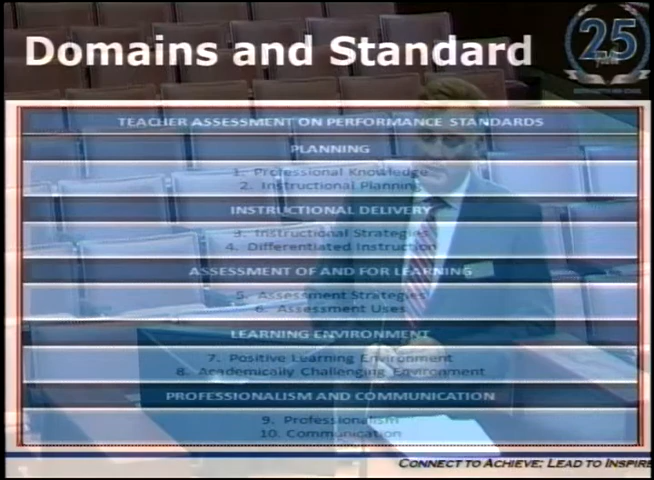 Domains and Standard
25
TEACHER ASSESSMENT ON PERFORMANCE STANDARDS
PLANNING
1. Professional Knowledge
2. Instructional Planning
INSTRUCTIONAL DELIVERY
3. Instructional Strategies
4. Differentiated Instruction
ASSESSMENT OF AND FOR LEARNING
5. Assessment Strategies
6. Assessment Uses
LEARNING ENVIRONMENT
7. Positive Learning Environment
8. Academically Challenging Environment
PROFESSIONALISM AND COMMUNICATION
9. Professionalism
10. Communication
CONNECT TO ACHIEVE; LEAD TO INSPIRE